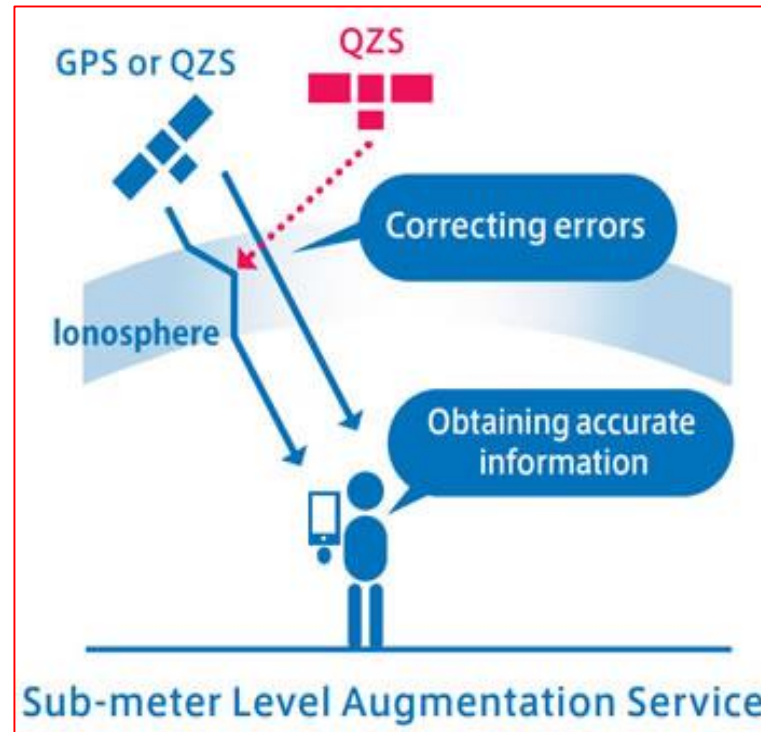 QZS
GPS or QZS
Correcting errors
Ionosphere
Obtaining accurate
information
Sub-meter Level Augmentation Service